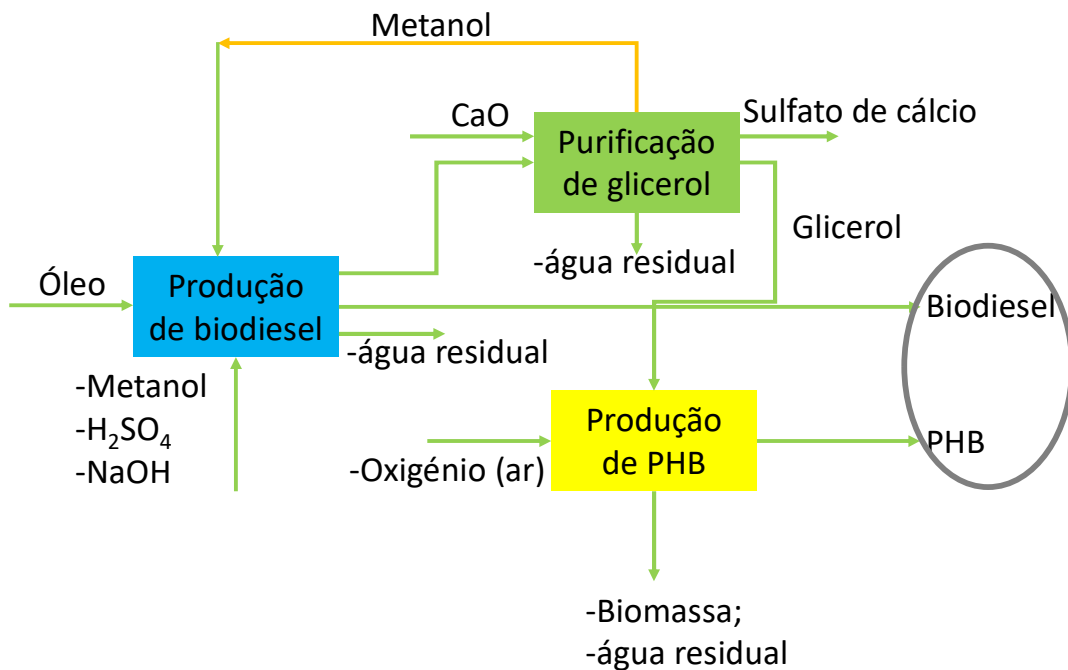 Metanol
CaO
Sulfato de cálcio
Purificação
de glicerol
Glicerol
-água residual
Óleo
Produção
de biodiesel
Biodiesel
-água residual
-Metanol
-H₂SO₄
-NaOH
Produção
de PHB
PHB
-Oxigénio (ar)
-Biomassa;
-água residual